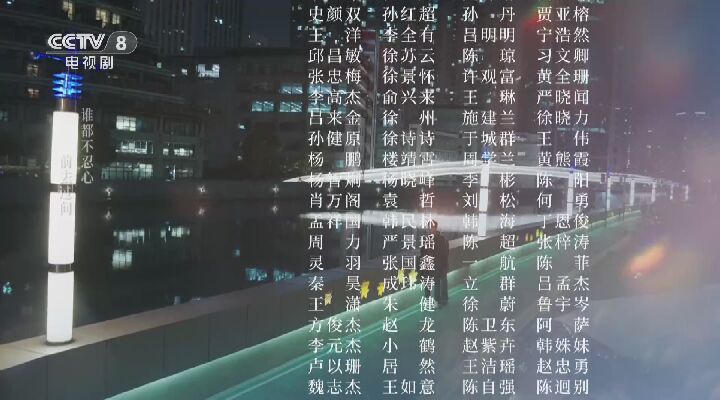 CCTV 8
电视剧
谁都不忍心
前去过问
史颜双 孙红超 孙丹 贾亚榕
王洋 李全有 吕明明 宁浩然
邱昌敏 徐苏云 陈琼 习文卿
张忠梅 徐景怀 许观富 黄全珊
李高杰 俞兴来 王琳 严晓闻
吕来金 徐州 施建兰 徐晓力
孙健原 徐诗诗 于城群 王伟
杨鹏 楼靖雪 周学兰 黄熊霞
杨哲炯 杨晓峰 李彬 陈阳
肖万阁 袁哲 刘松 何
孟祥国 韩民林 韩海 丁恩俊
周力 严景瑶 陈超 张梓涛
灵羽 张国鑫 一航 陈菲
秦昊 成玮涛 立群 吕孟杰
王潇 朱健 徐蔚 鲁宇岑
方俊杰 赵龙 陈卫东 阿萨
李元杰 小鹤 赵紫卉 韩姝妹
卢以珊 居然 王洁瑶 赵忠勇
魏志杰 王如意 陈自强 陈迴别